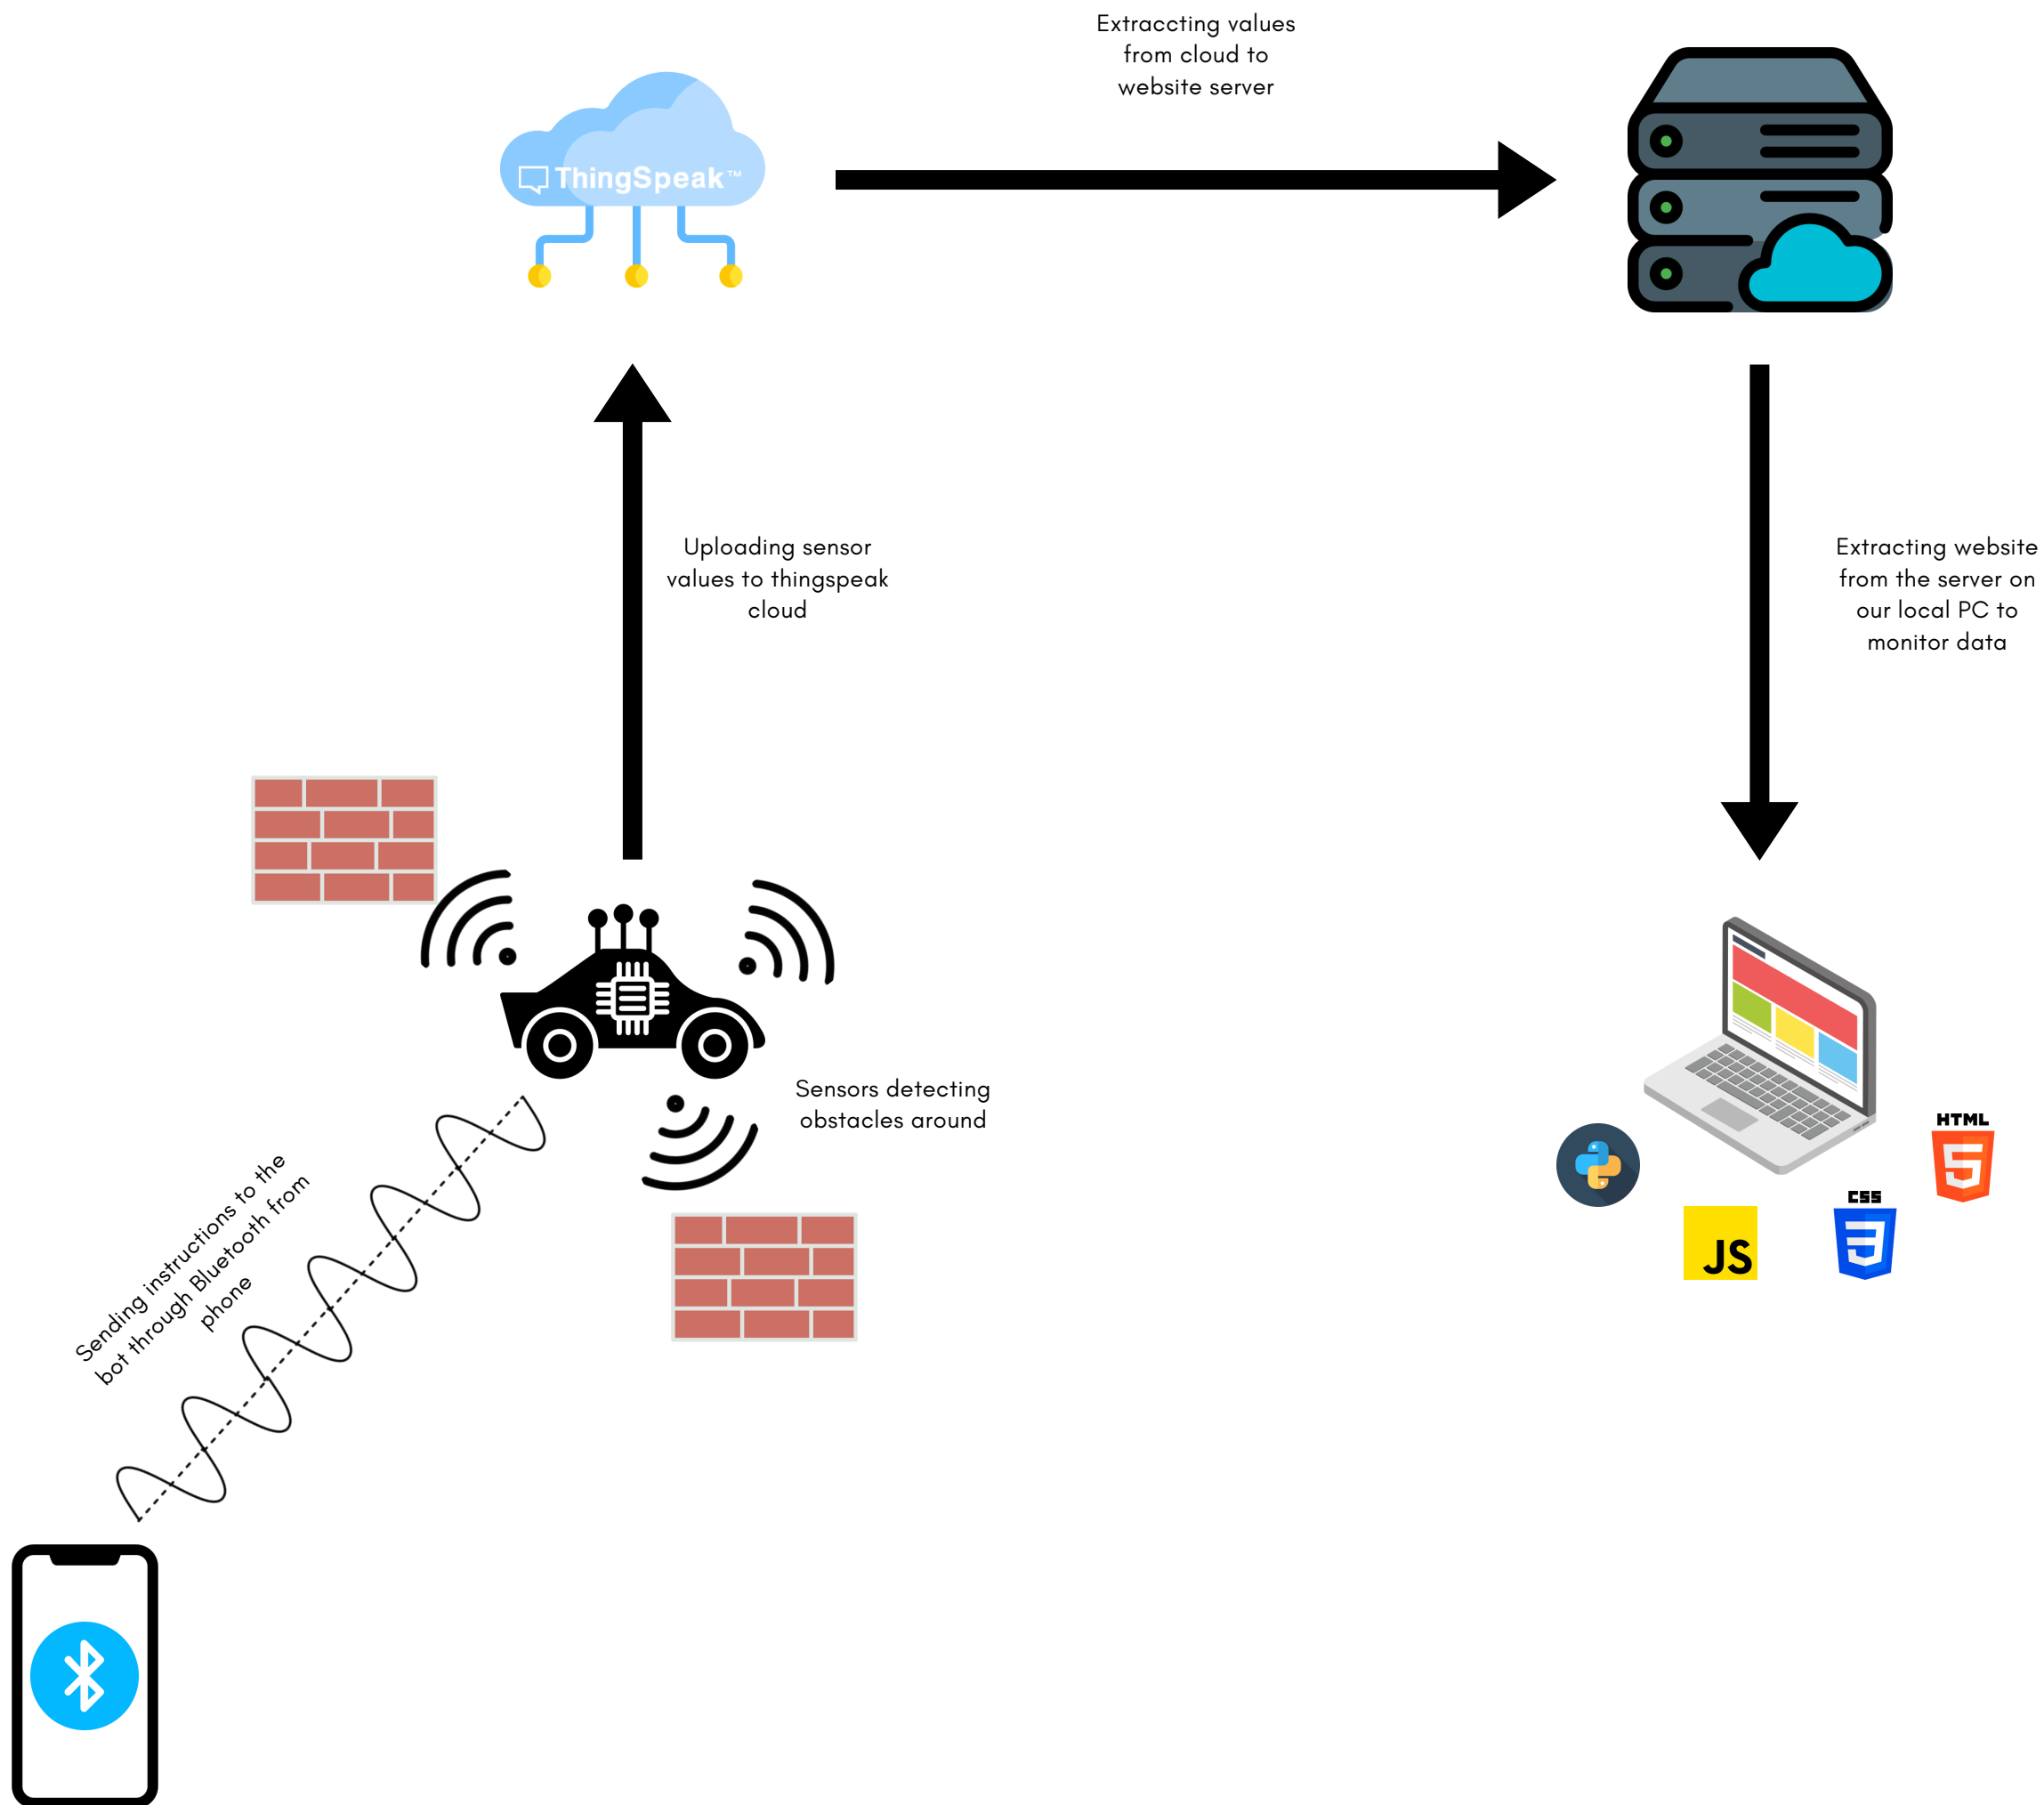 Extraccting values
from cloud to
website server
ThingSpeak™
Uploading sensor
values to thingspeak
cloud
Extracting website
from the server on
our local PC to
monitor data
Sensors detecting
obstacles around
Sending instructions to the
bot through Bluetooth from
phone
HTML
5
CSS
3
JS